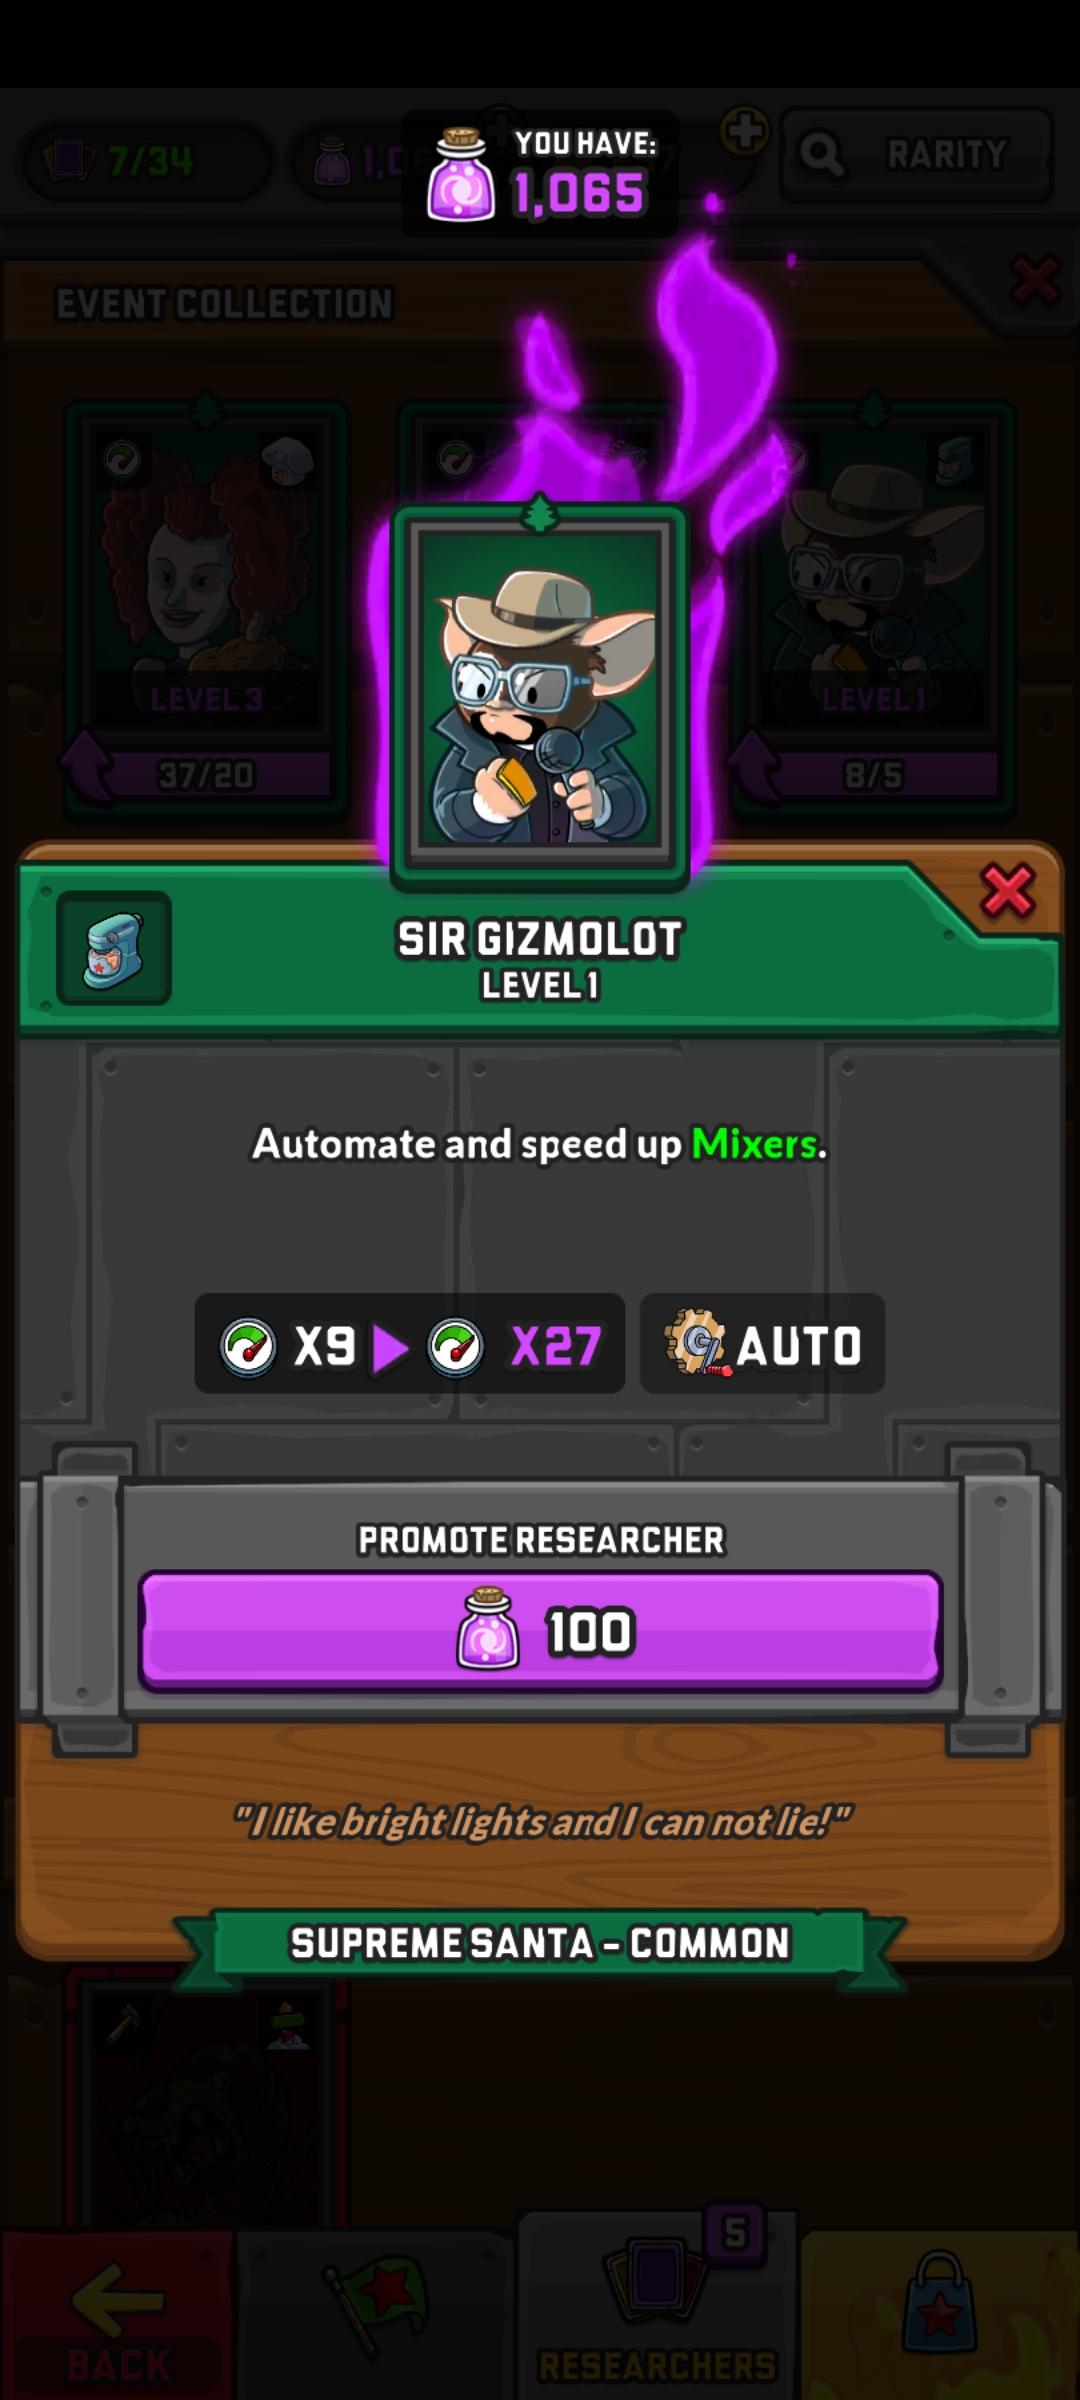 7/34
YOU HAVE:
1,065
RARITY
EVENT COLLECTION
LEVEL 3
LEVEL 1
37/20
8/5
SIR GIZMOLOT
LEVEL 1
Automate and speed up Mixers.
X9 X27 AUTO
PROMOTE RESEARCHER
100
"I like bright lights and I can not lie!"
SUPREME SANTA - COMMON
5
BACK
RESEARCHERS